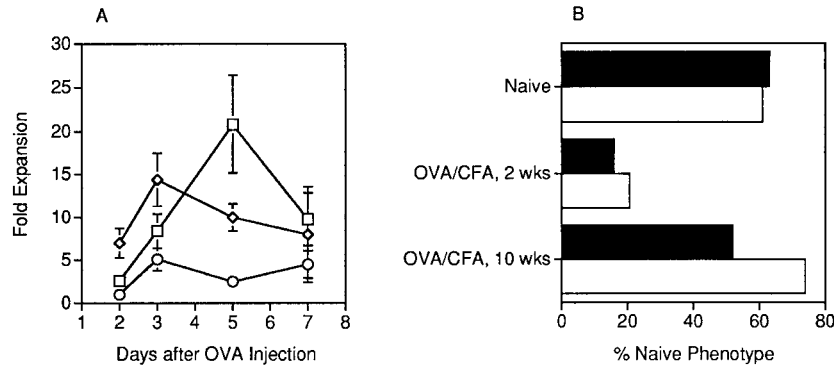 A
B
30
25
20
15
10
5
0
Fold Expansion
1 2 3 4 5 6 7 8
Days after OVA Injection
Naive
OVA/CFA, 2 wks
OVA/CFA, 10 wks
0 20 40 60 80
% Naive Phenotype